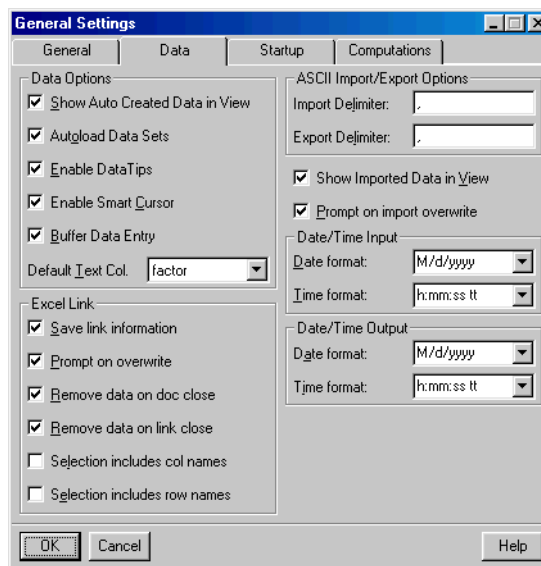 General Settings
General Data Startup Computations
Data Options
Show Auto Created Data in View
Autoload Data Sets
Enable DataTips
Enable Smart Cursor
Buffer Data Entry
Default Text Col. factor
Excel Link
Save link information
Prompt on overwrite
Remove data on doc close
Remove data on link close
Selection includes col names
Selection includes row names
ASCII Import/Export Options
Import Delimiter: ,
Export Delimiter: ,
Show Imported Data in View
Prompt on import overwrite
Date/Time Input
Date format: M/d/yyyy
Time format: h:mm:ss tt
Date/Time Output
Date format: M/d/yyyy
Time format: h:mm:ss tt
OK Cancel Help